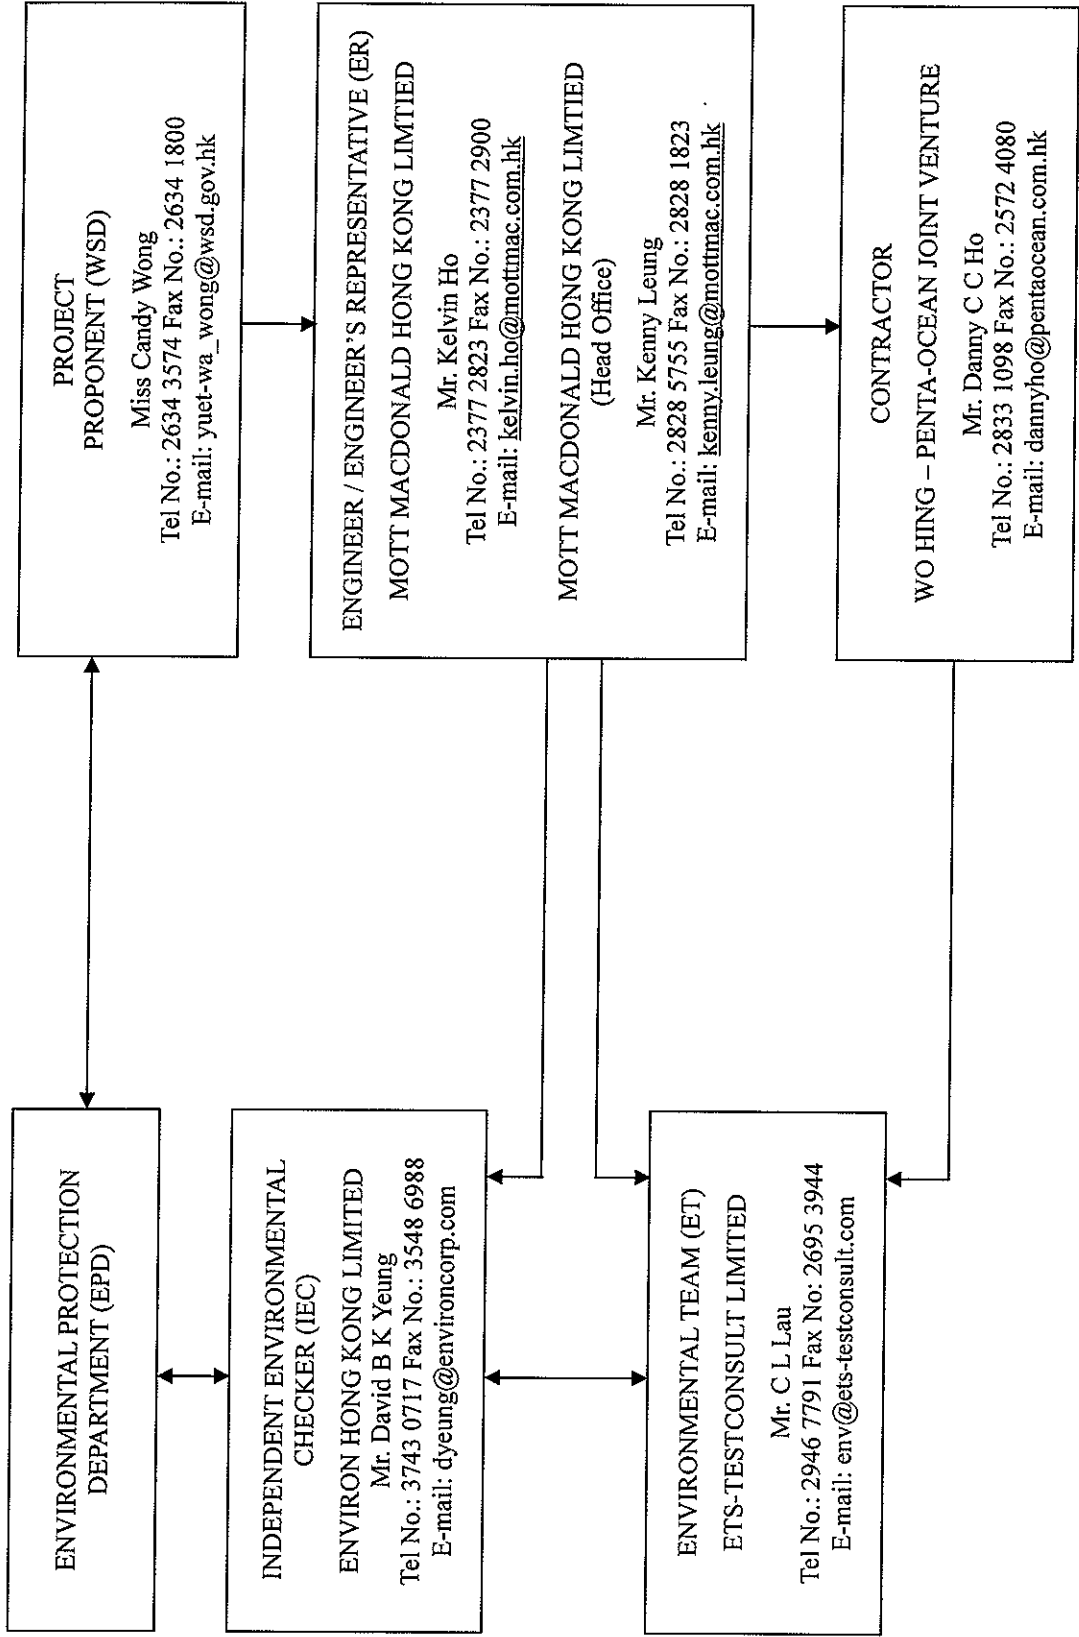 ENVIRONMENTAL PROTECTION
DEPARTMENT (EPD)
PROJECT
PROPONENT (WSD)
Miss Candy Wong
Tel No.: 2634 3574 Fax No.: 2634 1800
E-mail: yuet-wa_wong@wsd.gov.hk
INDEPENDENT ENVIRONMENTAL
CHECKER (IEC)
ENVIRON HONG KONG LIMITED
Mr. David B K Yeung
Tel No.: 3743 0717 Fax No.: 3548 6988
E-mail: dyeung@environcorp.com
ENGINEER / ENGINEER'S REPRESENTATIVE (ER)
MOTT MACDONALD HONG KONG LIMTIED
Mr. Kelvin Ho
Tel No.: 2377 2823 Fax No.: 2377 2900
E-mail: kelvin.ho@mottmac.com.hk
MOTT MACDONALD HONG KONG LIMTIED
(Head Office)
Mr. Kenny Leung
Tel No.: 2828 5755 Fax No.: 2828 1823
E-mail: kenny.leung@mottmac.com.hk
ENVIRONMENTAL TEAM (ET)
ETS-TESTCONSULT LIMITED
Mr. C L Lau
Tel No.: 2946 7791 Fax No: 2695 3944
E-mail: env@ets-testconsult.com
CONTRACTOR
WO HING – PENTA-OCEAN JOINT VENTURE
Mr. Danny C C Ho
Tel No.: 2833 1098 Fax No.: 2572 4080
E-mail: dannyho@pentaocean.com.hk